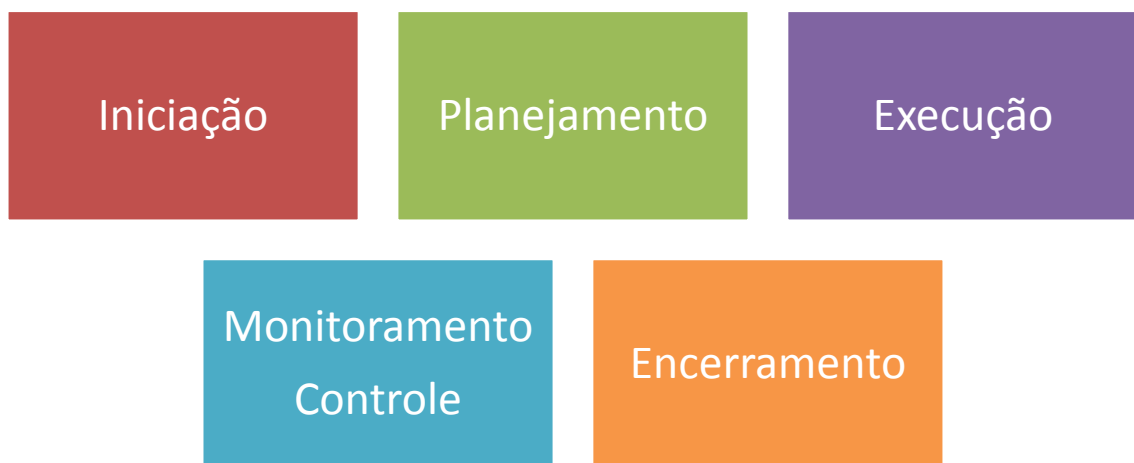 Iniciação
Planejamento
Execução
Monitoramento
Controle
Encerramento